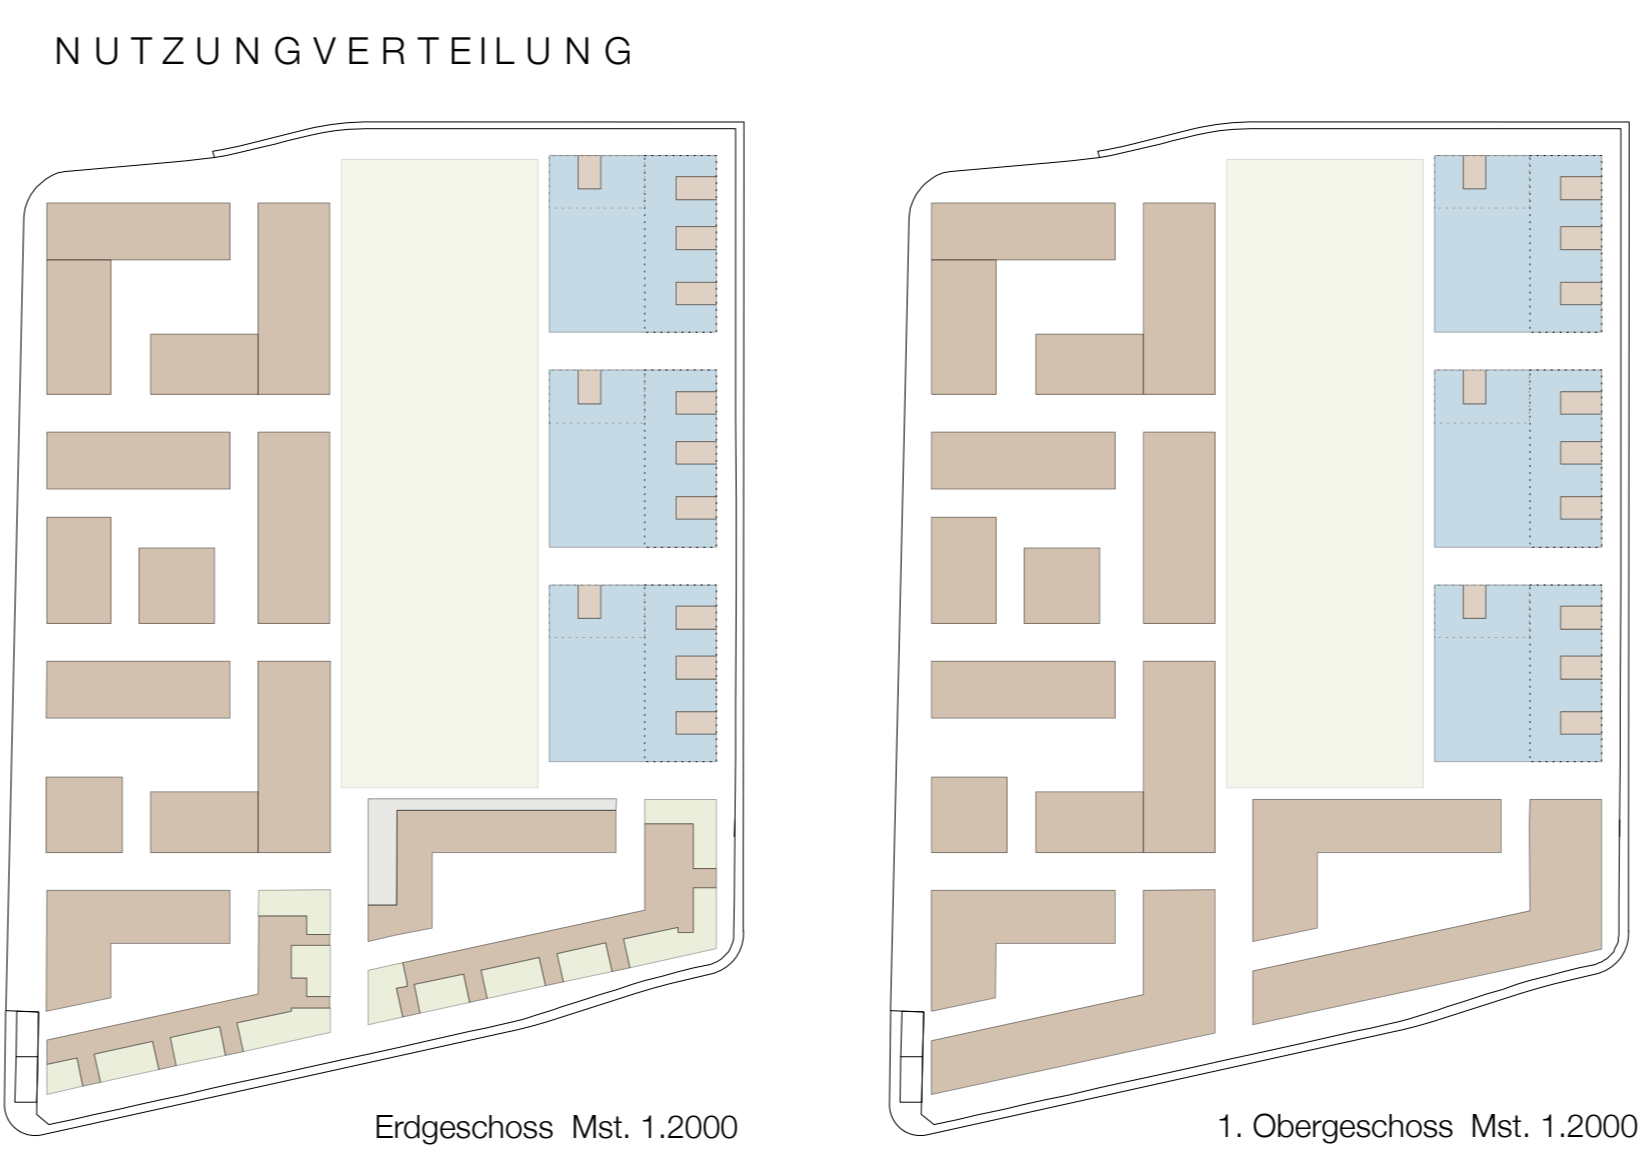 NUTZUNGVERTEILUNG
Erdgeschoss Mst. 1.2000
1. Obergeschoss Mst. 1.2000